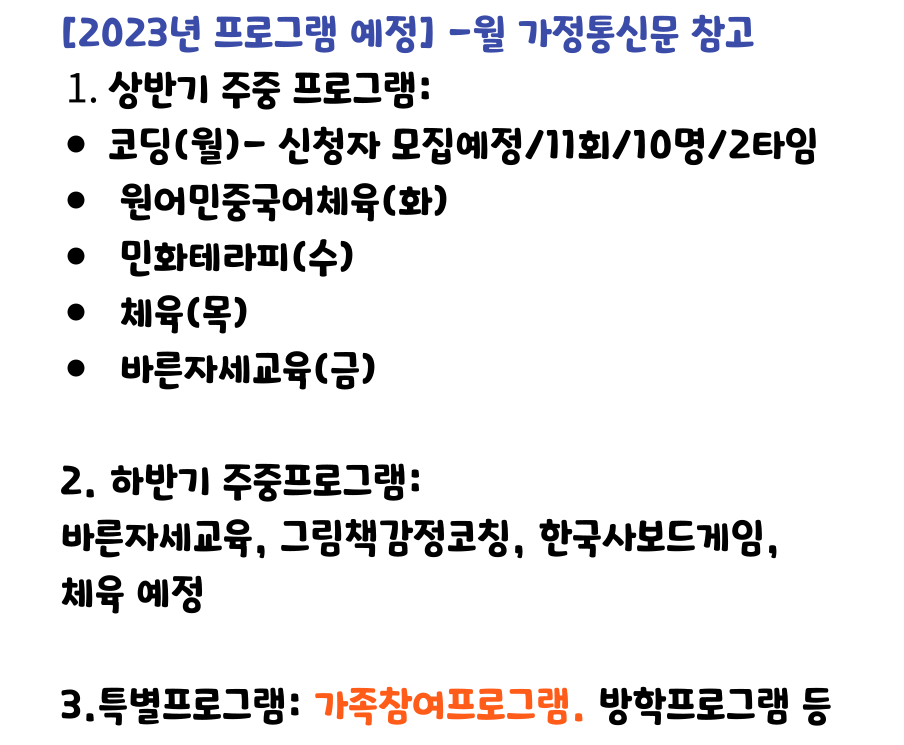 [2023년 프로그램 예정] -월 가정통신문 참고
1. 상반기 주중 프로그램:
• 코딩(월)- 신청자 모집예정/11회/10명/2타임
• 원어민중국어체육(화)
• 민화테라피(수)
• 체육(목)
• 바른자세교육(금)
2. 하반기 주중프로그램:
바른자세교육, 그림책감정코칭, 한국사보드게임,
체육 예정
3.특별프로그램: 가족참여프로그램. 방학프로그램 등